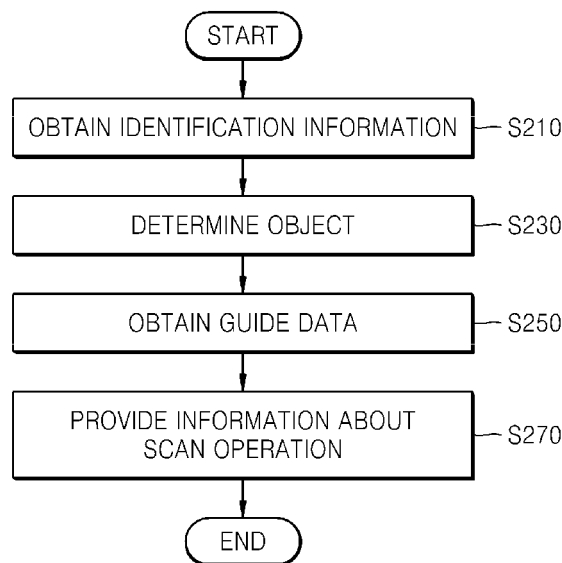 START
OBTAIN IDENTIFICATION INFORMATION S210
DETERMINE OBJECT S230
OBTAIN GUIDE DATA S250
PROVIDE INFORMATION ABOUT
SCAN OPERATION S270
END